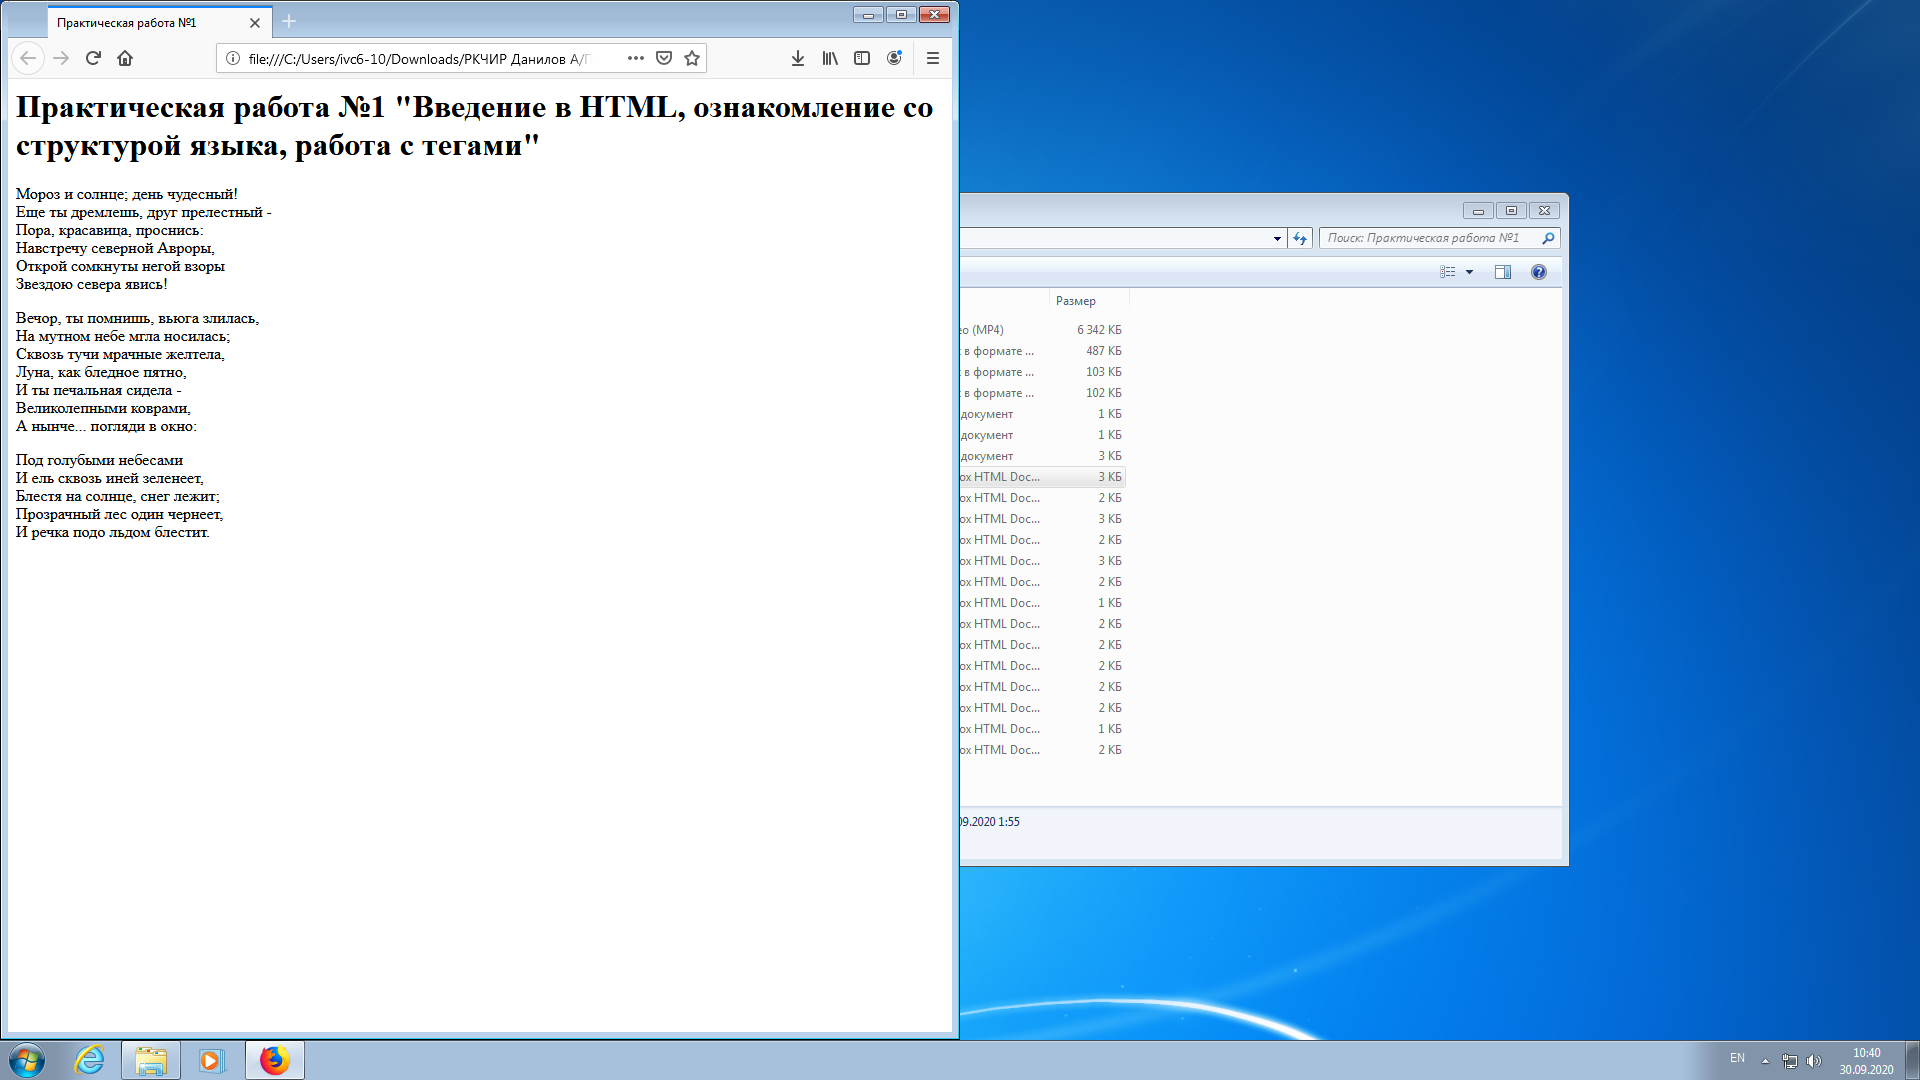 Практическая работа №1
file:///C:/Users/ivc6-10/Downloads/РКЧИР Данилов А/
Практическая работа №1 "Введение в HTML, ознакомление со
структурой языка, работа с тегами"
Мороз и солнце; день чудесный!
Еще ты дремлешь, друг прелестный -
Пора, красавица, проснись:
Навстречу северной Авроры,
Открой сомкнуты негой взоры
Звездою севера явись!
Вечор, ты помнишь, вьюга злилась,
На мутном небе мгла носилась;
Сквозь тучи мрачные желтела,
Луна, как бледное пятно,
И ты печальная сидела -
Великолепными коврами,
А нынче... погляди в окно:
Под голубыми небесами
И ель сквозь иней зеленеет,
Блестя на солнце, снег лежит;
Прозрачный лес один чернеет,
И речка подо льдом блестит.
Поиск: Практическая работа №1
Размер
ео (MP4) 6 342 КБ
в формате ... 487 КБ
в формате ... 103 КБ
в формате ... 102 КБ
документ 1 КБ
документ 1 КБ
документ 3 КБ
ox HTML Doc... 3 КБ
ox HTML Doc... 2 КБ
ox HTML Doc... 3 КБ
ox HTML Doc... 2 КБ
ox HTML Doc... 3 КБ
ox HTML Doc... 2 КБ
ox HTML Doc... 1 КБ
ox HTML Doc... 2 КБ
ox HTML Doc... 2 КБ
ox HTML Doc... 2 КБ
ox HTML Doc... 2 КБ
ox HTML Doc... 2 КБ
ox HTML Doc... 1 КБ
ox HTML Doc... 2 КБ
09.2020 1:55
EN
10:40
30.09.2020